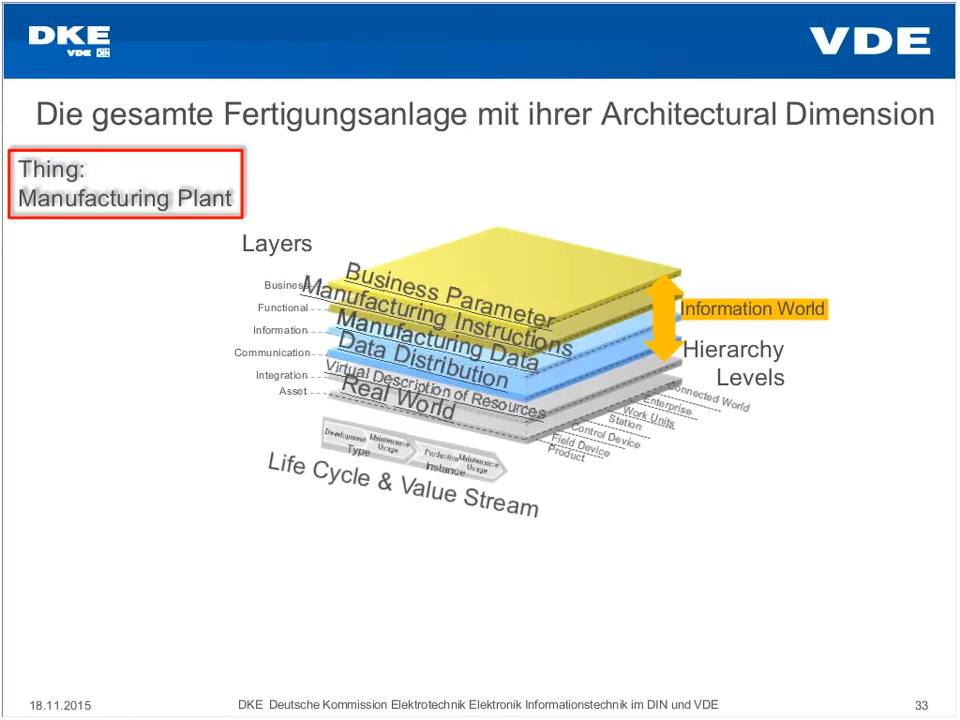 DKE
VDE DIN
VDE
Die gesamte Fertigungsanlage mit ihrer Architectural Dimension
Thing:
Manufacturing Plant
Layers
Business
Functional
Information
Communication
Integration
Asset
Business Parameter
Manufacturing Instructions
Manufacturing Data
Data Distribution
Virtual Description of Resources
Real World
Information World
Hierarchy
Levels
Connected World
Enterprise
Work Units
Station
Control Device
Field Device
Product
Development
Maintenance
Usage
Type
Production
Maintenance
Usage
Instance
Life Cycle & Value Stream
18.11.2015
DKE Deutsche Kommission Elektrotechnik Elektronik Informationstechnik im DIN und VDE
33